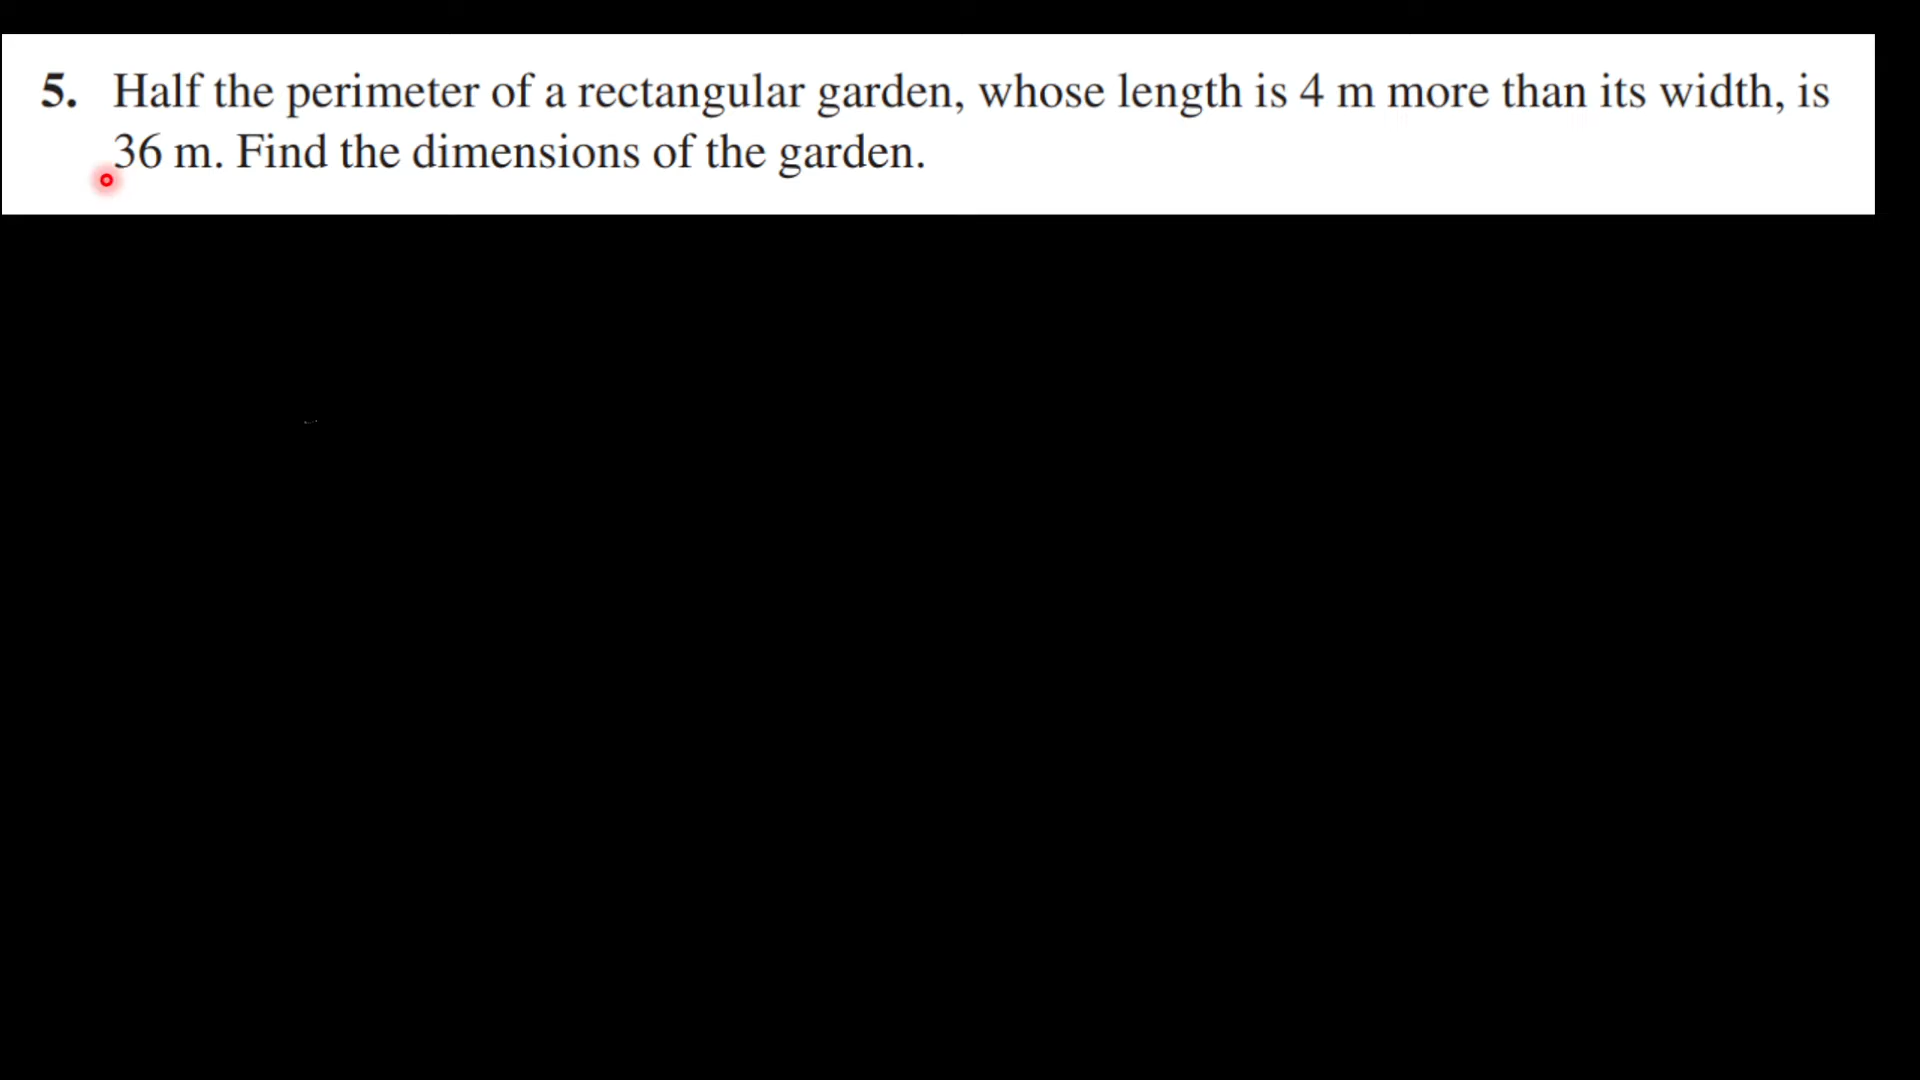 5. Half the perimeter of a rectangular garden, whose length is 4 m more than its width, is
36 m. Find the dimensions of the garden.